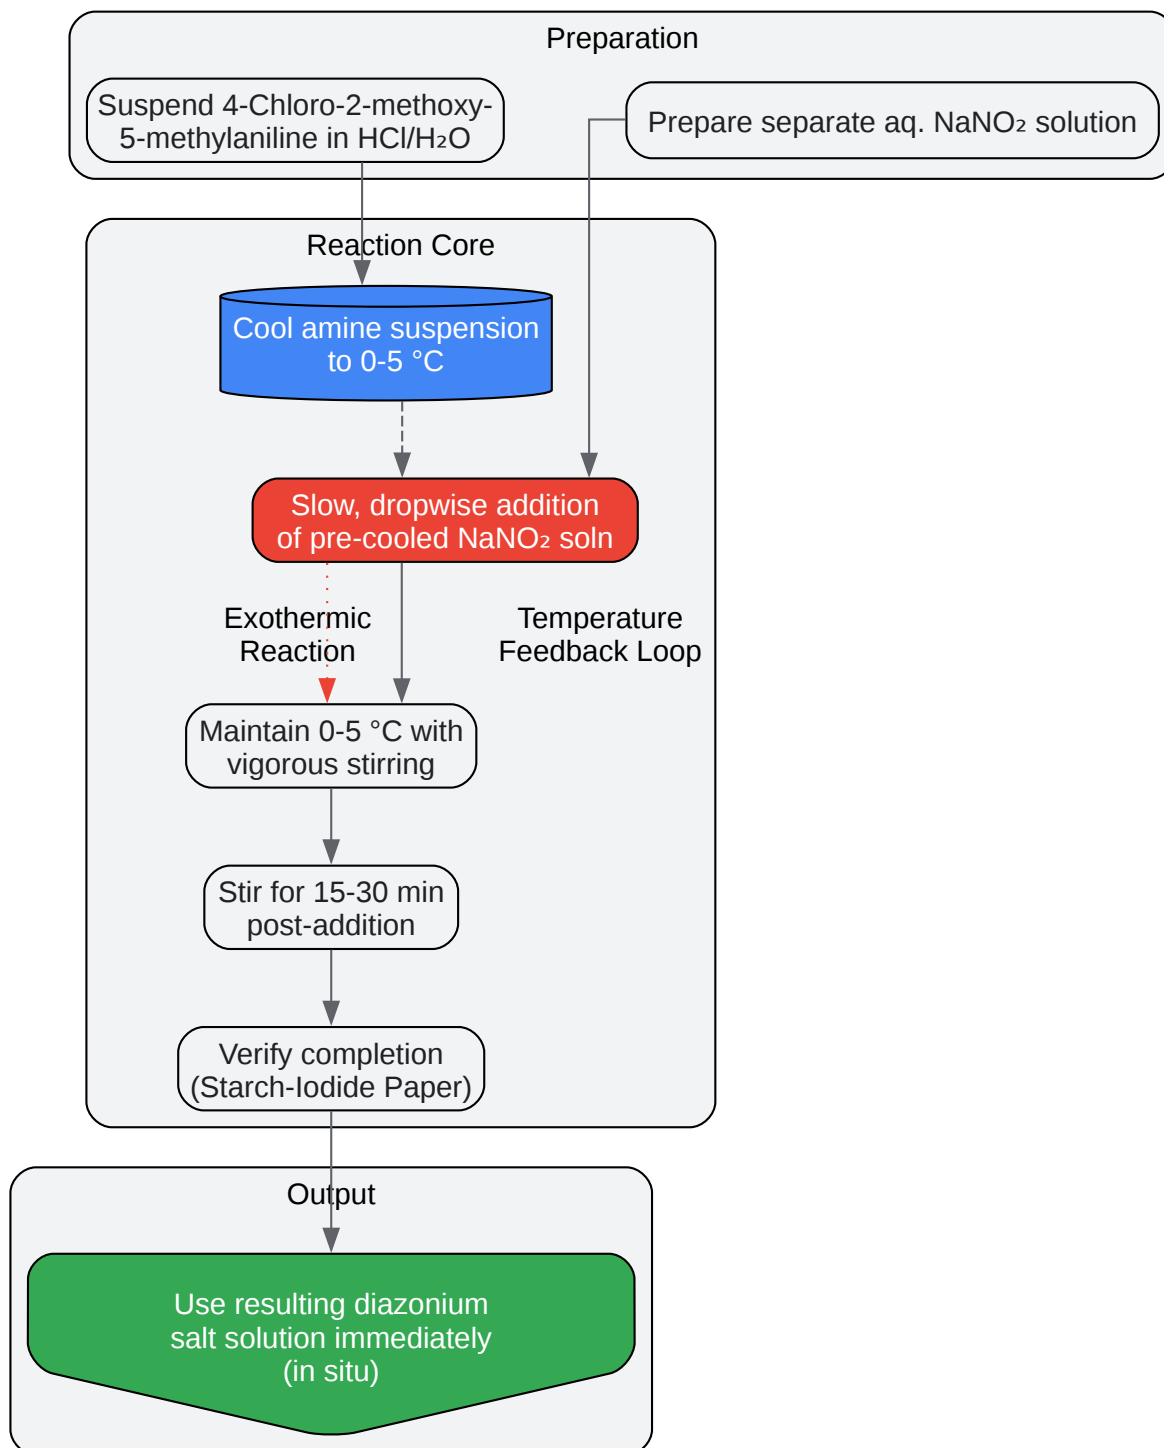 Preparation
Suspend 4-Chloro-2-methoxy-
5-methylaniline in HCl/H₂O
Prepare separate aq. NaNO₂ solution
Reaction Core
Cool amine suspension
to 0-5 °C
Slow, dropwise addition
of pre-cooled NaNO₂ soln
Exothermic
Reaction
Temperature
Feedback Loop
Maintain 0-5 °C with
vigorous stirring
Stir for 15-30 min
post-addition
Verify completion
(Starch-Iodide Paper)
Output
Use resulting diazonium
salt solution immediately
(in situ)